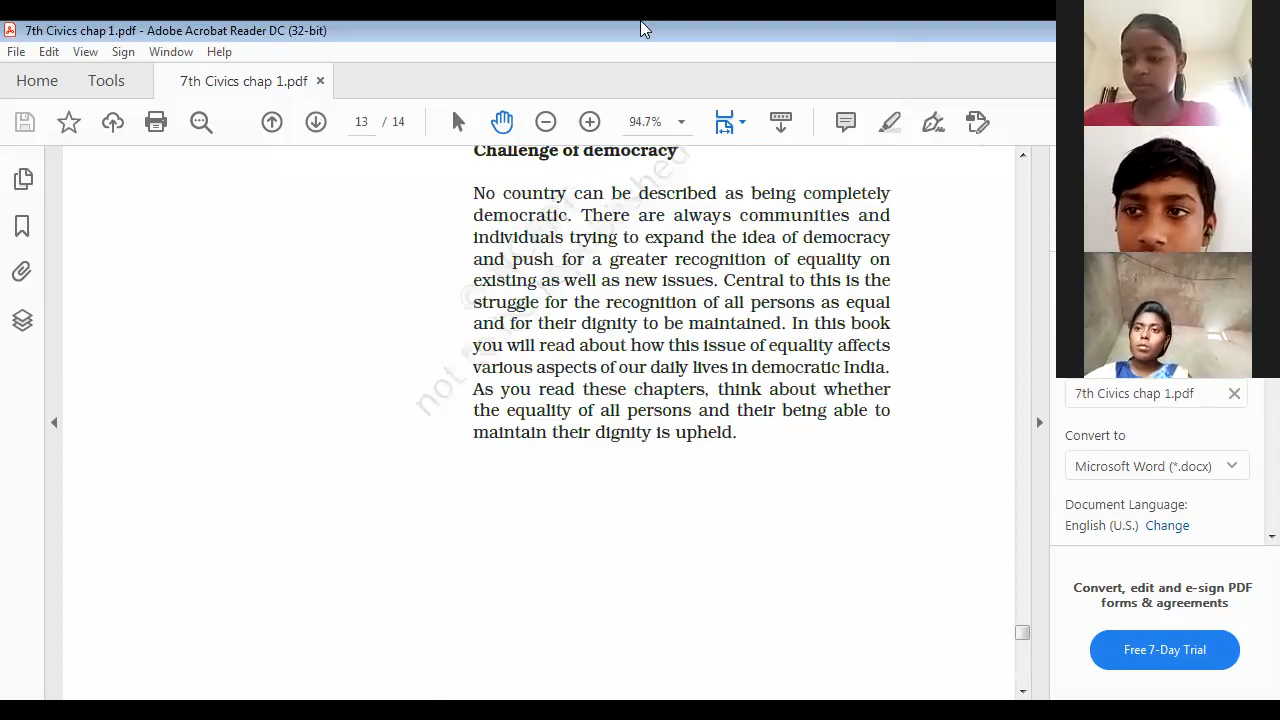 7th Civics chap 1.pdf - Adobe Acrobat Reader DC (32-bit)
File Edit View Sign Window Help
Home Tools 7th Civics chap 1.pdf ×
13 / 14 94.7%
Challenge of democracy
No country can be described as being completely
democratic. There are always communities and
individuals trying to expand the idea of democracy
and push for a greater recognition of equality on
existing as well as new issues. Central to this is the
struggle for the recognition of all persons as equal
and for their dignity to be maintained. In this book
you will read about how this issue of equality affects
various aspects of our daily lives in democratic India.
As you read these chapters, think about whether
the equality of all persons and their being able to
maintain their dignity is upheld.
7th Civics chap 1.pdf
Convert to
Microsoft Word (*.docx)
Document Language:
English (U.S.) Change
Convert, edit and e-sign PDF
forms & agreements
Free 7-Day Trial